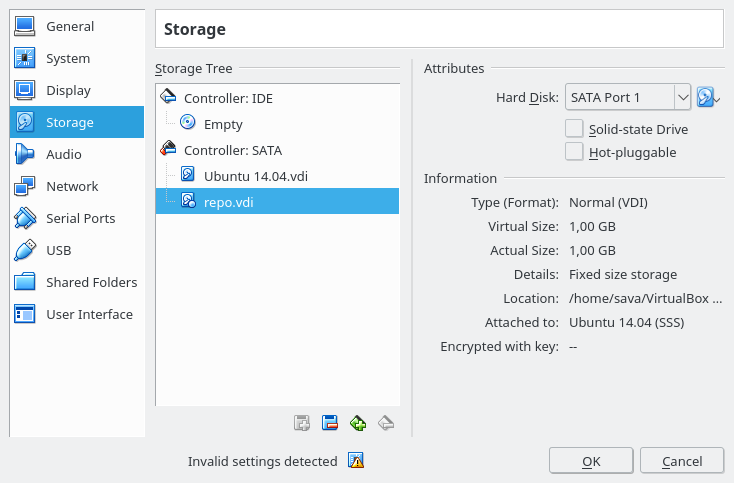 General
System
Display
Storage
Audio
Network
Serial Ports
USB
Shared Folders
User Interface
Storage
Storage Tree
Controller: IDE
Empty
Controller: SATA
Ubuntu 14.04.vdi
repo.vdi
Attributes
Hard Disk: SATA Port 1
Solid-state Drive
Hot-pluggable
Information
Type (Format): Normal (VDI)
Virtual Size: 1,00 GB
Actual Size: 1,00 GB
Details: Fixed size storage
Location: /home/sava/VirtualBox ...
Attached to: Ubuntu 14.04 (SSS)
Encrypted with key: --
Invalid settings detected
OK
Cancel